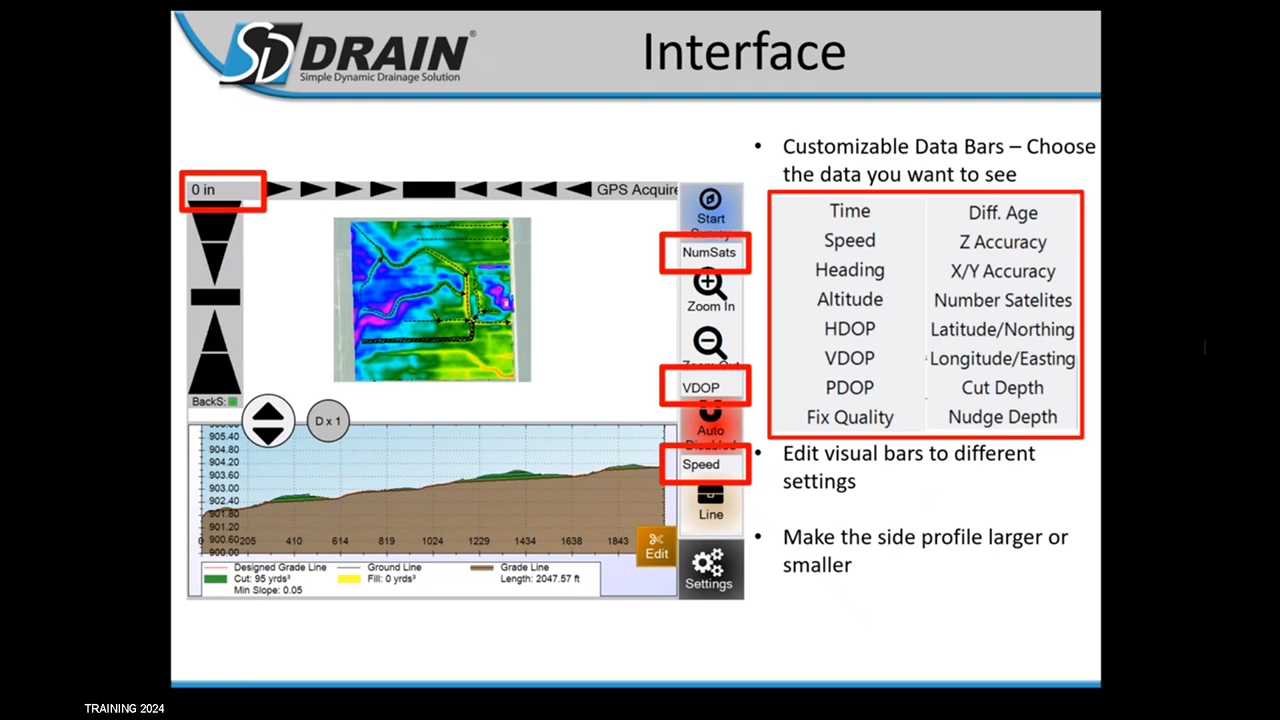 SD DRAIN®
Simple Dynamic Drainage Solution
Interface
• Customizable Data Bars – Choose
the data you want to see
Time
Diff. Age
Speed
Z Accuracy
Heading
X/Y Accuracy
Altitude
Number Satelites
HDOP
Latitude/Northing
VDOP
Longitude/Easting
PDOP
Cut Depth
Fix Quality
Nudge Depth
• Edit visual bars to different
settings
• Make the side profile larger or
smaller
0 in
GPS Acquire
Start
NumSats
Zoom In
VDOP
Auto
Speed
Line
Settings
BackS:
D x 1
905.40
904.80
904.20
903.00
902.40
901.80
901.20
900.60
900.00
0 205 410 614 819 1024 1229 1434 1638 1843
Edit
Designed Grade Line
Ground Line
Grade Line
Cut: 95 yrds³
Fill: 0 yrds³
Length: 2047.57 ft
Min Slope: 0.05
TRAINING 2024